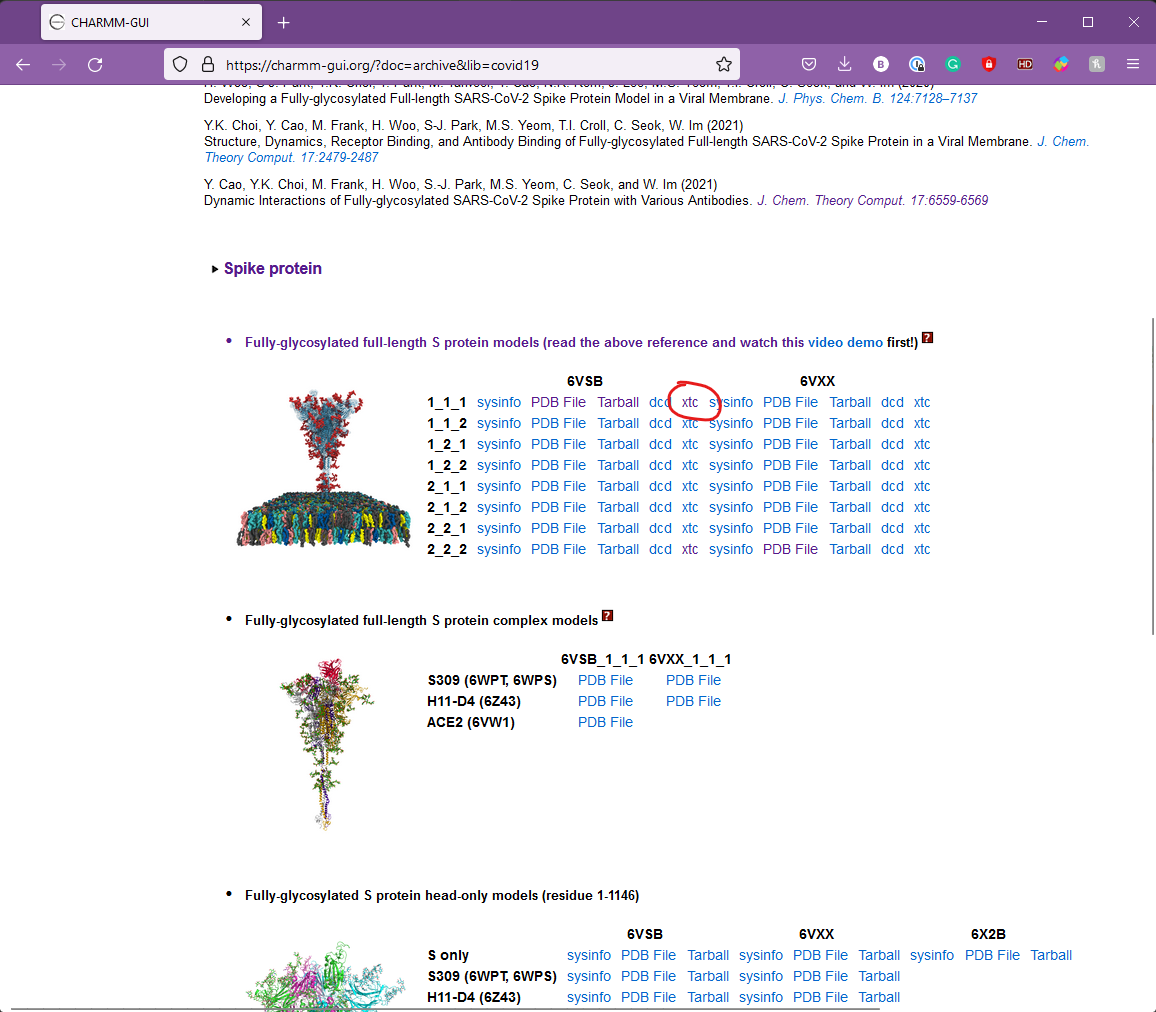 CHARMM-GUI
https://charmm-gui.org/?doc=archive&lib=covid19
B
G
HD
Developing a Fully-glycosylated Full-length SARS-CoV-2 Spike Protein Model in a Viral Membrane. J. Phys. Chem. B. 124:7128–7137
Y.K. Choi, Y. Cao, M. Frank, H. Woo, S-J. Park, M.S. Yeom, T.I. Croll, C. Seok, W. Im (2021)
Structure, Dynamics, Receptor Binding, and Antibody Binding of Fully-glycosylated Full-length SARS-CoV-2 Spike Protein in a Viral Membrane. J. Chem.
Theory Comput. 17:2479-2487
Y. Cao, Y.K. Choi, M. Frank, H. Woo, S.-J. Park, M.S. Yeom, C. Seok, and W. Im (2021)
Dynamic Interactions of Fully-glycosylated SARS-CoV-2 Spike Protein with Various Antibodies. J. Chem. Theory Comput. 17:6559-6569
Spike protein
Fully-glycosylated full-length S protein models (read the above reference and watch this video demo first!) ?
6VSB 6VXX
1_1_1 sysinfo PDB File Tarball dcd xtc sysinfo PDB File Tarball dcd xtc
1_1_2 sysinfo PDB File Tarball dcd xtc sysinfo PDB File Tarball dcd xtc
1_2_1 sysinfo PDB File Tarball dcd xtc sysinfo PDB File Tarball dcd xtc
1_2_2 sysinfo PDB File Tarball dcd xtc sysinfo PDB File Tarball dcd xtc
2_1_1 sysinfo PDB File Tarball dcd xtc sysinfo PDB File Tarball dcd xtc
2_1_2 sysinfo PDB File Tarball dcd xtc sysinfo PDB File Tarball dcd xtc
2_2_1 sysinfo PDB File Tarball dcd xtc sysinfo PDB File Tarball dcd xtc
2_2_2 sysinfo PDB File Tarball dcd xtc sysinfo PDB File Tarball dcd xtc
Fully-glycosylated full-length S protein complex models ?
6VSB_1_1_1 6VXX_1_1_1
S309 (6WPT, 6WPS) PDB File PDB File
H11-D4 (6Z43) PDB File PDB File
ACE2 (6VW1) PDB File
Fully-glycosylated S protein head-only models (residue 1-1146)
6VSB 6VXX 6X2B
S only sysinfo PDB File Tarball sysinfo PDB File Tarball sysinfo PDB File Tarball
S309 (6WPT, 6WPS) sysinfo PDB File Tarball sysinfo PDB File Tarball
H11-D4 (6Z43) sysinfo PDB File Tarball sysinfo PDB File Tarball